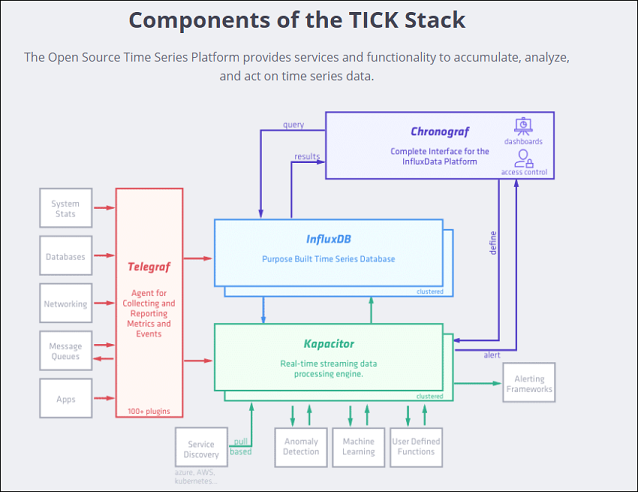 Components of the TICK Stack
The Open Source Time Series Platform provides services and functionality to accumulate, analyze,
and act on time series data.
query
results
Chronograf
Complete Interface for the
InfluxData Platform
dashboards
access control
System
Stats
Databases
Networking
Message
Queues
Apps
Telegraf
Agent for
Collecting and
Reporting
Metrics and
Events
100+ plugins
InfluxDB
Purpose Built Time Series Database
clustered
define
alert
Kapacitor
Real-time streaming data
processing engine.
clustered
Alerting
Frameworks
Service
Discovery
azure, AWS,
kubernetes...
pull
based
Anomaly
Detection
Machine
Learning
User Defined
Functions